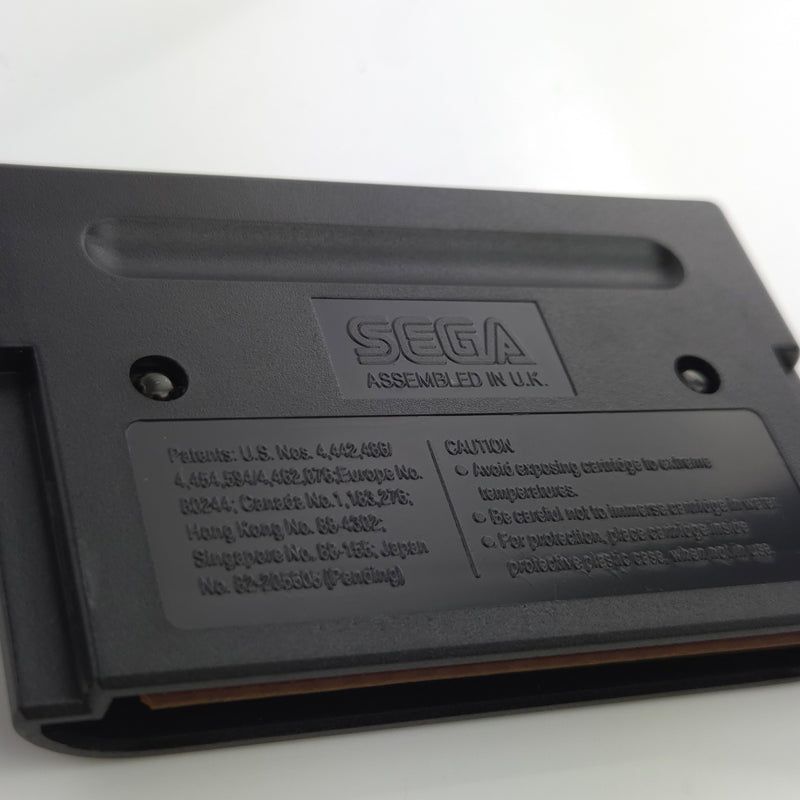 SEGA
ASSEMBLED IN U.K.
Patents: U.S. Nos. 4,442,486/
4,454,594/4,462,076;Europe No.
80244; Canada No.1,183,276;
Hong Kong No. 88-4302;
Singapore No. 88-155; Japan
No. 82-205605 (Pending)
CAUTION
● Avoid exposing cartridge to extreme
temperatures.
● Be careful not to immerse cartridge in water.
● For protection, place cartridge inside
protective plastic case, when not in use.